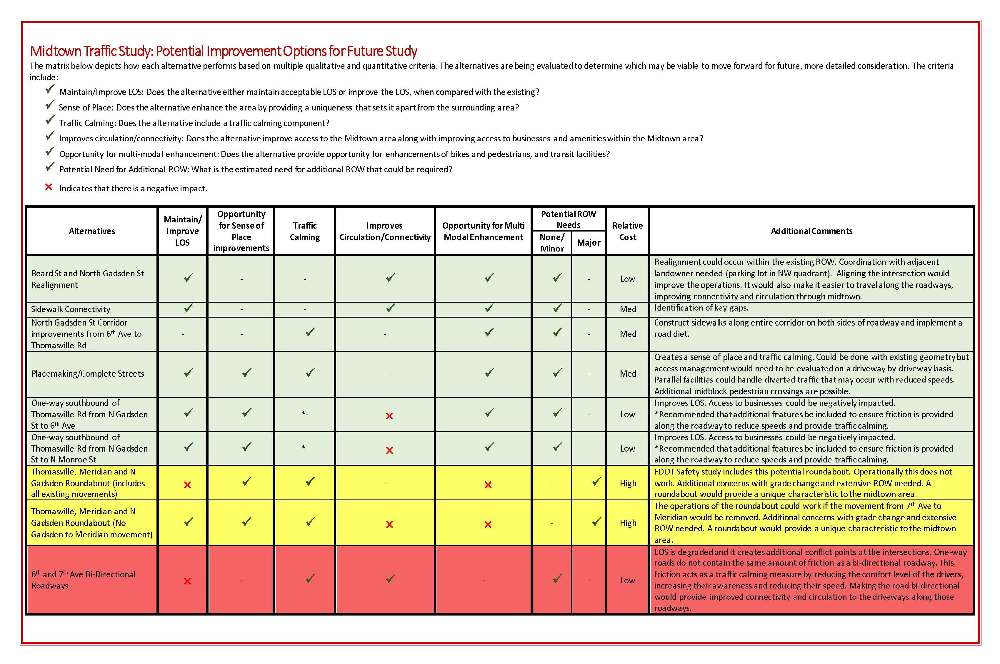 Midtown Traffic Study: Potential Improvement Options for Future Study
The matrix below depicts how each alternative performs based on multiple qualitative and quantitative criteria. The alternatives are being evaluated to determine which may be viable to move forward for future, more detailed consideration. The criteria
include:
✓ Maintain/Improve LOS: Does the alternative either maintain acceptable LOS or improve the LOS, when compared with the existing?
✓ Sense of Place: Does the alternative enhance the area by providing a uniqueness that sets it apart from the surrounding area?
✓ Traffic Calming: Does the alternative include a traffic calming component?
✓ Improves circulation/connectivity: Does the alternative improve access to the Midtown area along with improving access to businesses and amenities within the Midtown area?
✓ Opportunity for multi-modal enhancement: Does the alternative provide opportunity for enhancements of bikes and pedestrians, and transit facilities?
✓ Potential Need for Additional ROW: What is the estimated need for additional ROW that could be required?
× Indicates that there is a negative impact.
Alternatives
Maintain/
Improve
LOS
Opportunity
for Sense of
Place
improvements
Traffic
Calming
Improves
Circulation/Connectivity
Opportunity for Multi
Modal Enhancement
Potential ROW
Needs
None/
Minor
Major
Relative
Cost
Additional Comments
Beard St and North Gadsden St
Realignment
✓ - - ✓ ✓ ✓ - Low
Realignment could occur within the existing ROW. Coordination with adjacent
landowner needed (parking lot in NW quadrant). Aligning the intersection would
improve the operations. It would also make it easier to travel along the roadways,
improving connectivity and circulation through midtown.
Sidewalk Connectivity
✓ - - ✓ ✓ ✓ - Med
Identification of key gaps.
North Gadsden St Corridor
improvements from 6th Ave to
Thomasville Rd
- - ✓ - ✓ ✓ - Med
Construct sidewalks along entire corridor on both sides of roadway and implement a
road diet.
Placemaking/Complete Streets
✓ ✓ ✓ - ✓ ✓ - Med
Creates a sense of place and traffic calming. Could be done with existing geometry but
access management would need to be evaluated on a driveway by driveway basis.
Parallel facilities could handle diverted traffic that may occur with reduced speeds.
Additional midblock pedestrian crossings are possible.
One-way southbound of
Thomasville Rd from N Gadsden
St to 6th Ave
✓ ✓ *- × ✓ ✓ - Low
Improves LOS. Access to businesses could be negatively impacted.
*Recommended that additional features be included to ensure friction is provided
along the roadway to reduce speeds and provide traffic calming.
One-way southbound of
Thomasville Rd from N Gadsden
St to N Monroe St
✓ ✓ *- × ✓ ✓ - Low
Improves LOS. Access to businesses could be negatively impacted.
*Recommended that additional features be included to ensure friction is provided
along the roadway to reduce speeds and provide traffic calming.
Thomasville, Meridian and N
Gadsden Roundabout (includes
all existing movements)
× ✓ ✓ - × - ✓ High
FDOT Safety study includes this potential roundabout. Operationally this does not
work. Additional concerns with grade change and extensive ROW needed. A
roundabout would provide a unique characteristic to the midtown area.
Thomasville, Meridian and N
Gadsden Roundabout (No
Gadsden to Meridian movement)
✓ ✓ ✓ × × - ✓ High
The operations of the roundabout could work if the movement from 7th Ave to
Meridian would be removed. Additional concerns with grade change and extensive
ROW needed. A roundabout would provide a unique characteristic to the midtown
area.
6th and 7th Ave Bi-Directional
Roadways
× - ✓ ✓ - ✓ - Low
LOS is degraded and it creates additional conflict points at the intersections. One-way
roads do not contain the same amount of friction as a bi-directional roadway. This
friction acts as a traffic calming measure by reducing the comfort level of the drivers,
increasing their awareness and reducing their speed. Making the road bi-directional
would provide improved connectivity and circulation to the driveways along those
roadways.